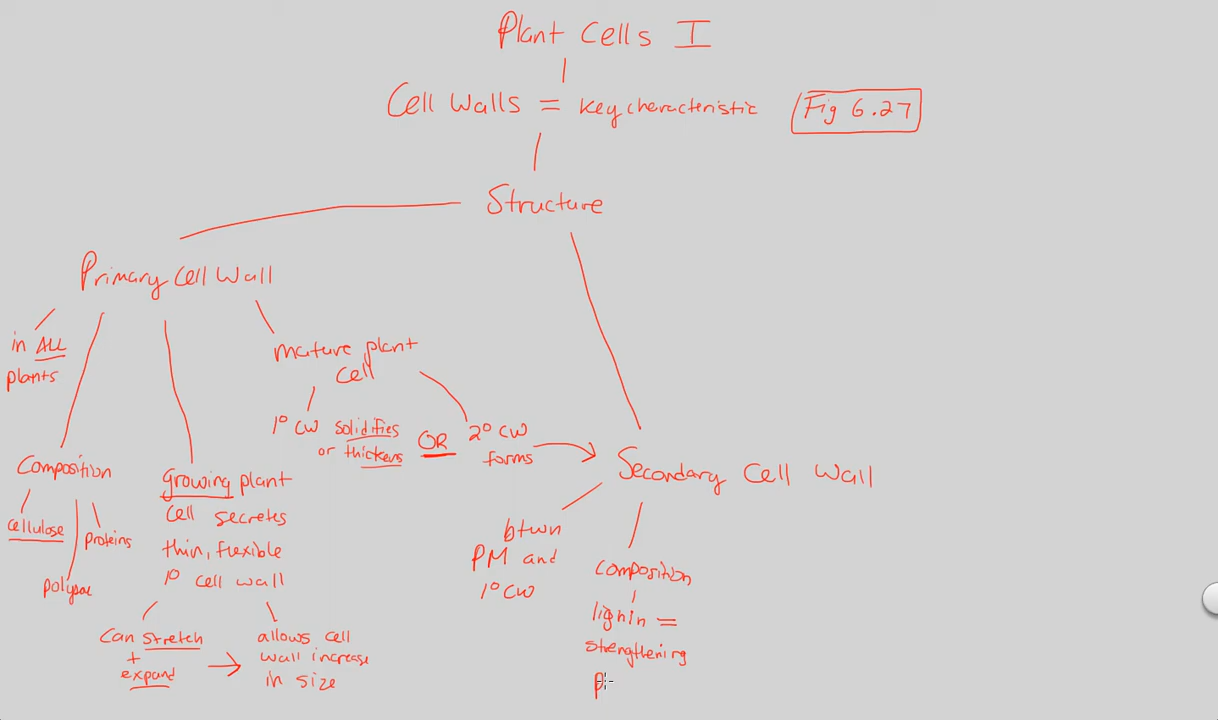 Plant Cells I
Cell Walls = key characteristic
Fig 6.27
Structure
Primary Cell Wall
in ALL
plants
Composition
cellulose
polysac
proteins
growing plant
cell secretes
thin, flexible
1° cell wall
can stretch
+
expand
→ allows cell
wall increase
in size
mature plant
cell
1° CW solidifies
or thickens
OR
2° CW
forms
Secondary Cell Wall
btwn
PM and
1° CW
composition
lignin =
strengthening
p